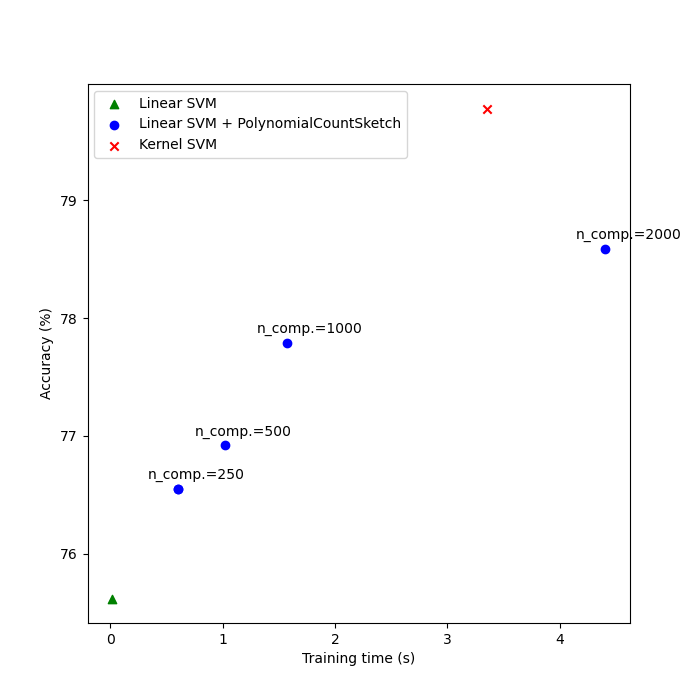 Linear SVM
Linear SVM + PolynomialCountSketch
Kernel SVM
79
78
77
76
Accuracy (%)
n_comp.=2000
n_comp.=1000
n_comp.=500
n_comp.=250
0 1 2 3 4
Training time (s)